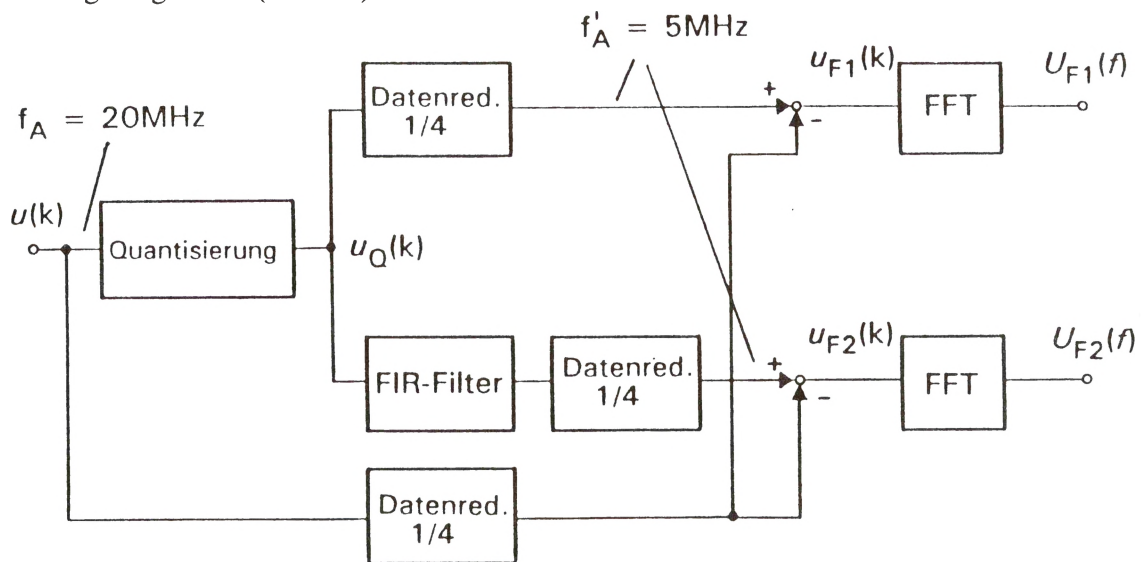 f'A = 5MHz
fA = 20MHz
Datenred.
1/4
+
-
uF1(k)
FFT
UF1(f)
u(k)
Quantisierung
uQ(k)
FIR-Filter
Datenred.
1/4
+
-
uF2(k)
FFT
UF2(f)
Datenred.
1/4